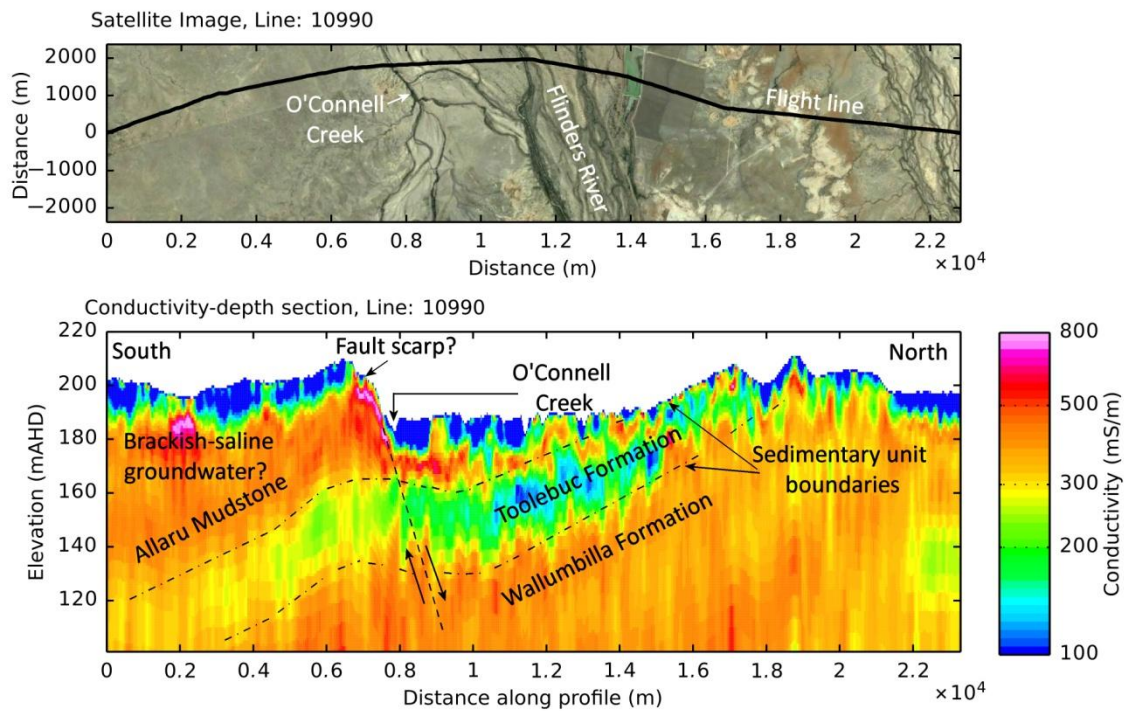 Satellite Image, Line: 10990
Distance (m)
2000
1000
0
−1000
−2000
O'Connell
Creek
Flinders River
Flight line
0 0.2 0.4 0.6 0.8 1 1.2 1.4 1.6 1.8 2 2.2
×10⁴
Distance (m)
Conductivity-depth section, Line: 10990
Elevation (mAHD)
220
200
180
160
140
120
South
Fault scarp?
O'Connell
Creek
North
Brackish-saline
groundwater?
Allaru Mudstone
Toolebuc Formation
Wallumbilla Formation
Sedimentary unit
boundaries
0 0.2 0.4 0.6 0.8 1 1.2 1.4 1.6 1.8 2 2.2
×10⁴
Distance along profile (m)
800
500
300
200
100
Conductivity (mS/m)